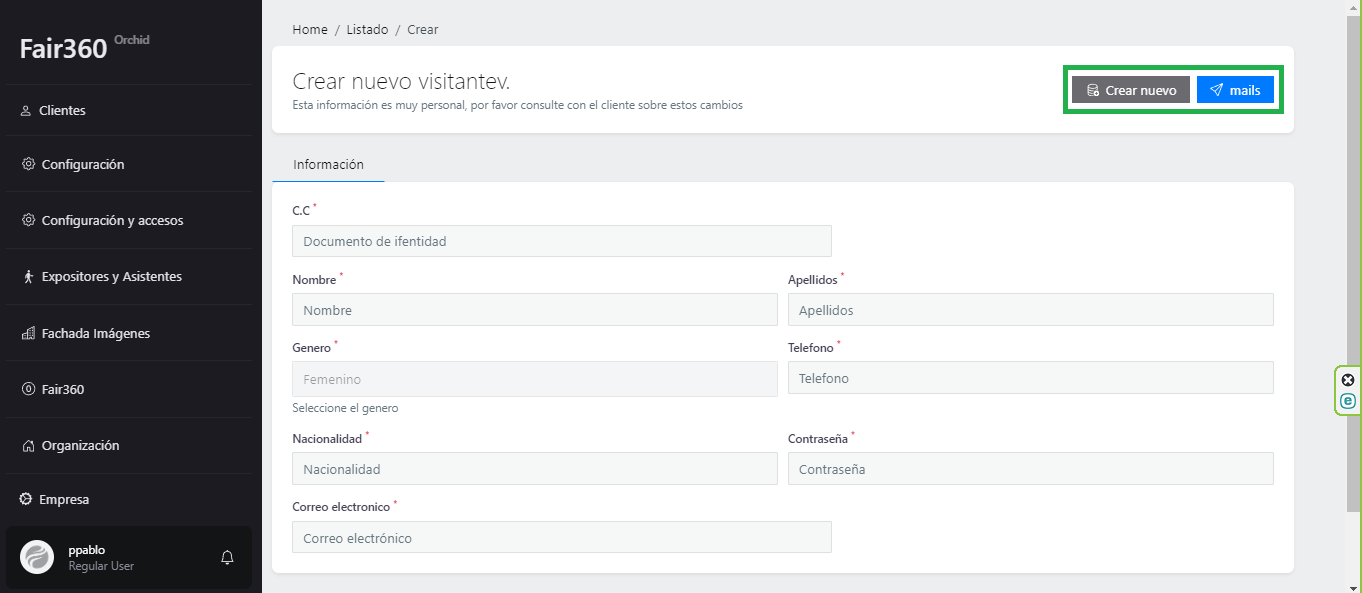 Fair360 Orchid
Clientes
Configuración
Configuración y accesos
Expositores y Asistentes
Fachada Imágenes
Fair360
Organización
Empresa
ppablo
Regular User
Home / Listado / Crear
Crear nuevo visitantev.
Esta información es muy personal, por favor consulte con el cliente sobre estos cambios
Crear nuevo
mails
Información
C.C *
Documento de ifentidad
Nombre *
Nombre
Apellidos *
Apellidos
Genero *
Femenino
Seleccione el genero
Telefono *
Telefono
Nacionalidad *
Nacionalidad
Contraseña *
Contraseña
Correo electronico *
Correo electrónico